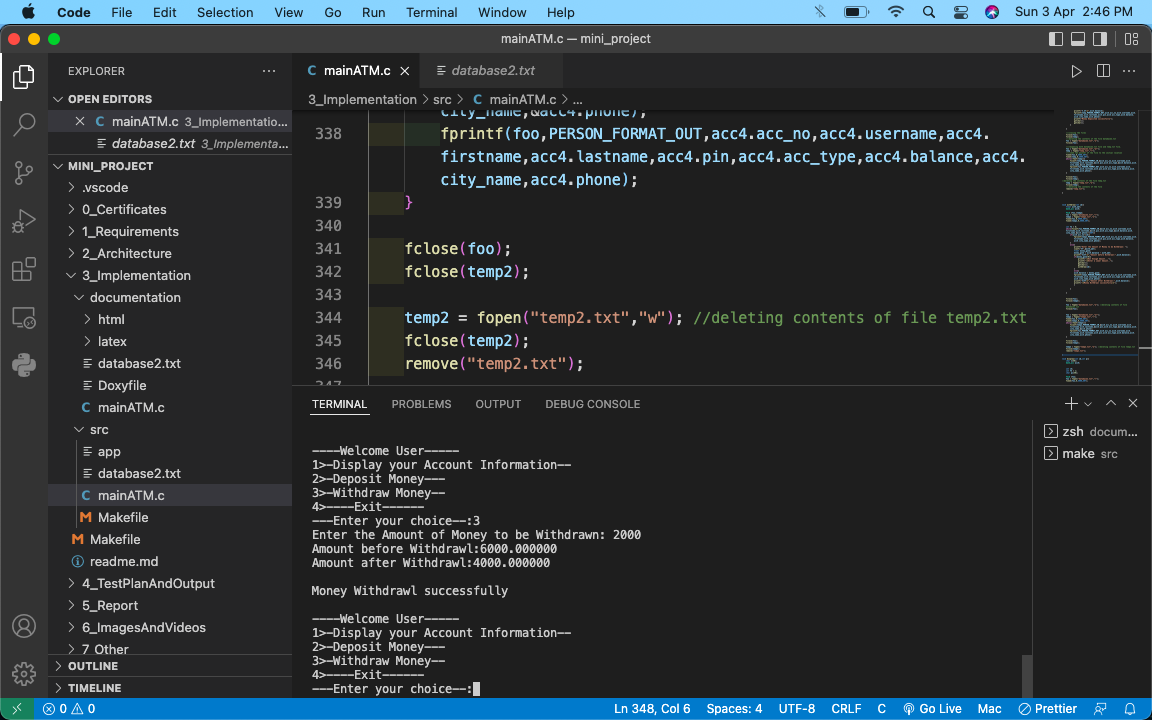 Code File Edit Selection View Go Run Terminal Window Help Sun 3 Apr 2:46 PM
mainATM.c — mini_project
EXPLORER
OPEN EDITORS
C mainATM.c 3_Implementatio...
database2.txt 3_Implementa...
MINI_PROJECT
.vscode
0_Certificates
1_Requirements
2_Architecture
3_Implementation
documentation
html
latex
database2.txt
Doxyfile
C mainATM.c
src
app
database2.txt
C mainATM.c
M Makefile
M Makefile
readme.md
4_TestPlanAndOutput
5_Report
6_ImagesAndVideos
7_Other
OUTLINE
TIMELINE
C mainATM.c
database2.txt
3_Implementation > src > C mainATM.c > ...
city_name,&acc4.phone);
338 fprintf(foo,PERSON_FORMAT_OUT,acc4.acc_no,acc4.username,acc4.
firstname,acc4.lastname,acc4.pin,acc4.acc_type,acc4.balance,acc4.
city_name,acc4.phone);
339 }
340
341 fclose(foo);
342 fclose(temp2);
343
344 temp2 = fopen("temp2.txt","w"); //deleting contents of file temp2.txt
345 fclose(temp2);
346 remove("temp2.txt");
347
TERMINAL PROBLEMS OUTPUT DEBUG CONSOLE
zsh docum...
make src
----Welcome User-----
1>-Display your Account Information--
2>-Deposit Money---
3>-Withdraw Money--
4>----Exit------
---Enter your choice--:3
Enter the Amount of Money to be Withdrawn: 2000
Amount before Withdrawl:6000.000000
Amount after Withdrawl:4000.000000
Money Withdrawl successfully
----Welcome User-----
1>-Display your Account Information--
2>-Deposit Money---
3>-Withdraw Money--
4>----Exit------
---Enter your choice--:
0 0 Ln 348, Col 6 Spaces: 4 UTF-8 CRLF C Go Live Mac Prettier